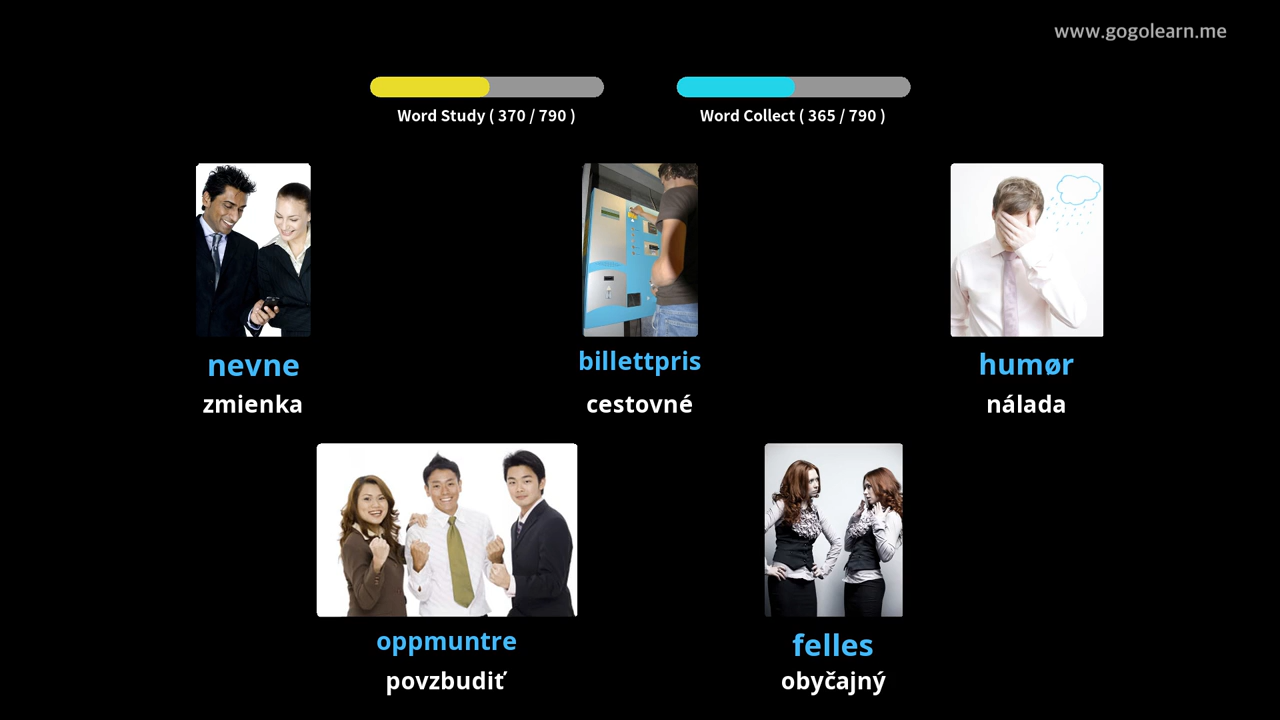 www.gogolearn.me
Word Study ( 370 / 790 )
Word Collect ( 365 / 790 )
nevne
zmienka
billettpris
cestovné
humør
nálada
oppmuntre
povzbudiť
felles
obyčajný